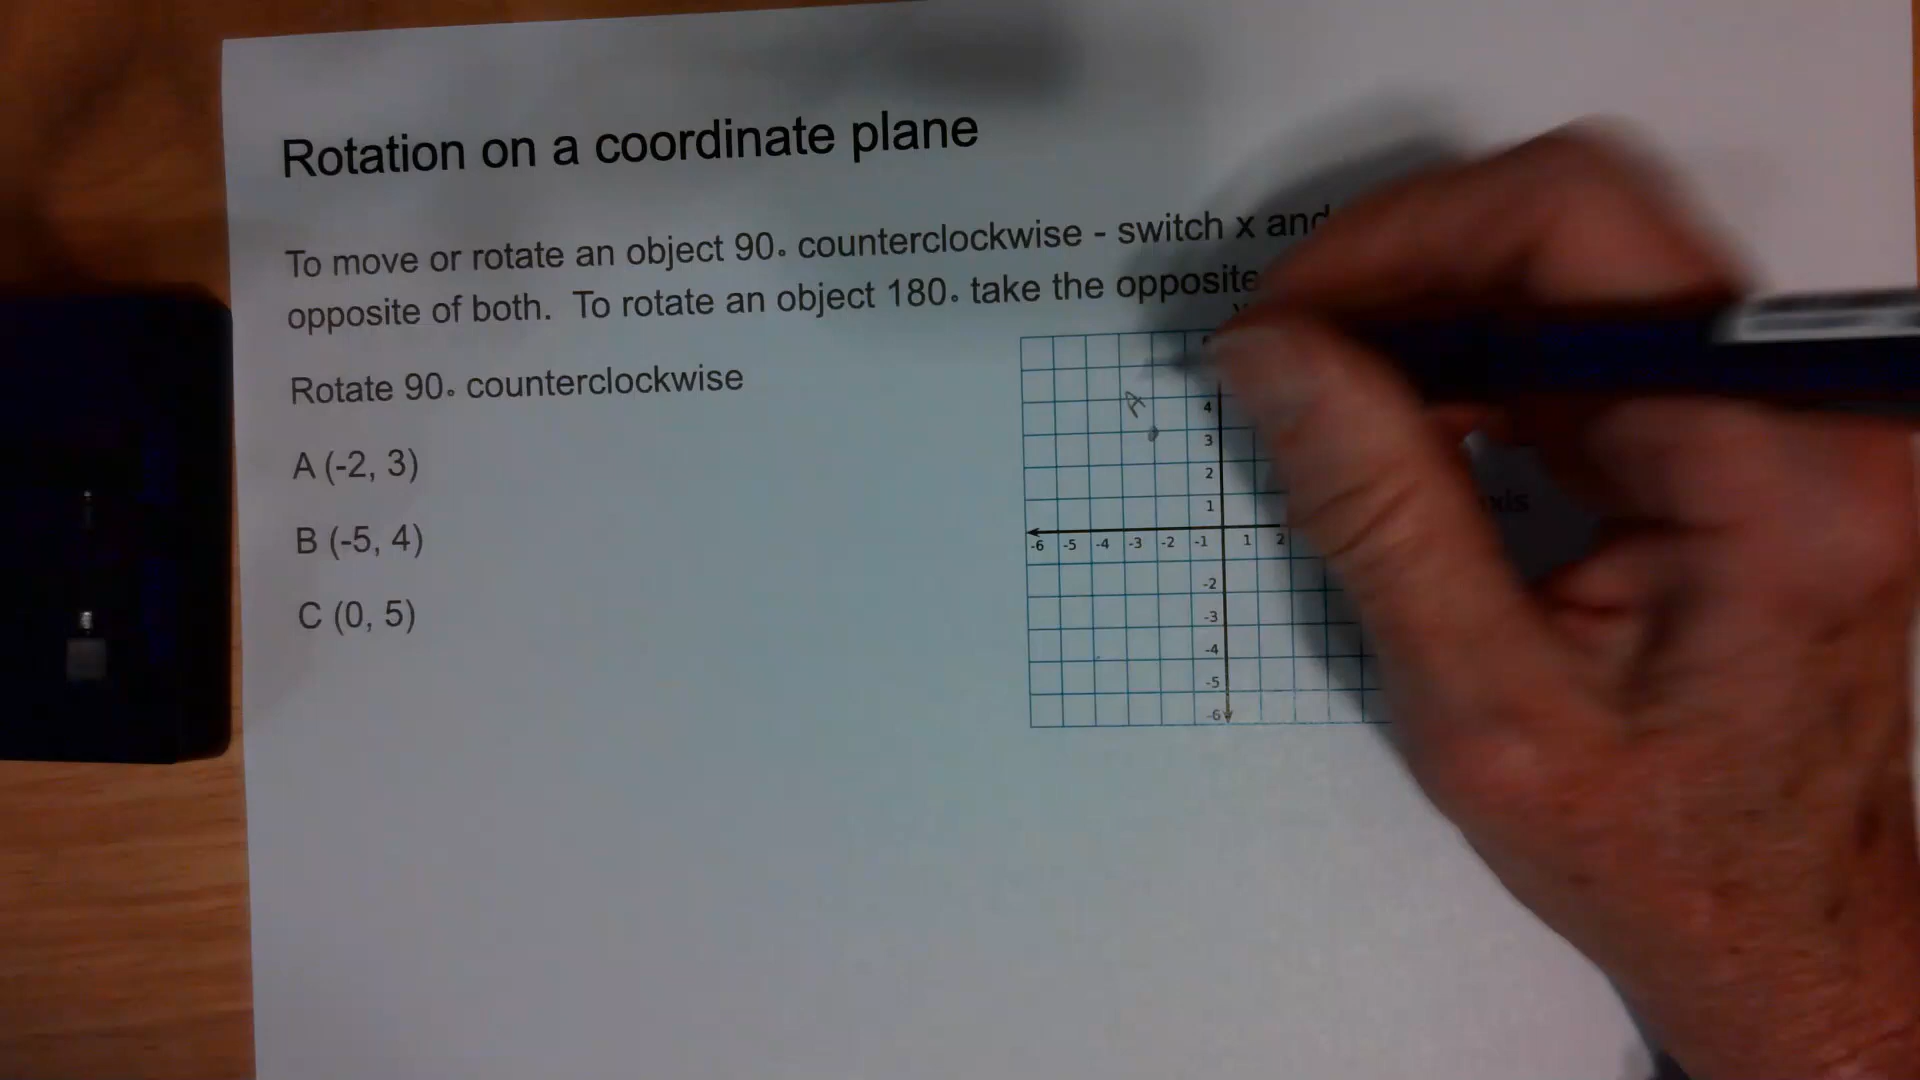 Rotation on a coordinate plane
To move or rotate an object 90. counterclockwise - switch x and
opposite of both. To rotate an object 180. take the opposite
Rotate 90. counterclockwise
A (-2, 3)
B (-5, 4)
C (0, 5)
A
4
3
2
1
-6 -5 -4 -3 -2 -1 1 2
-2
-3
-4
-5
-6